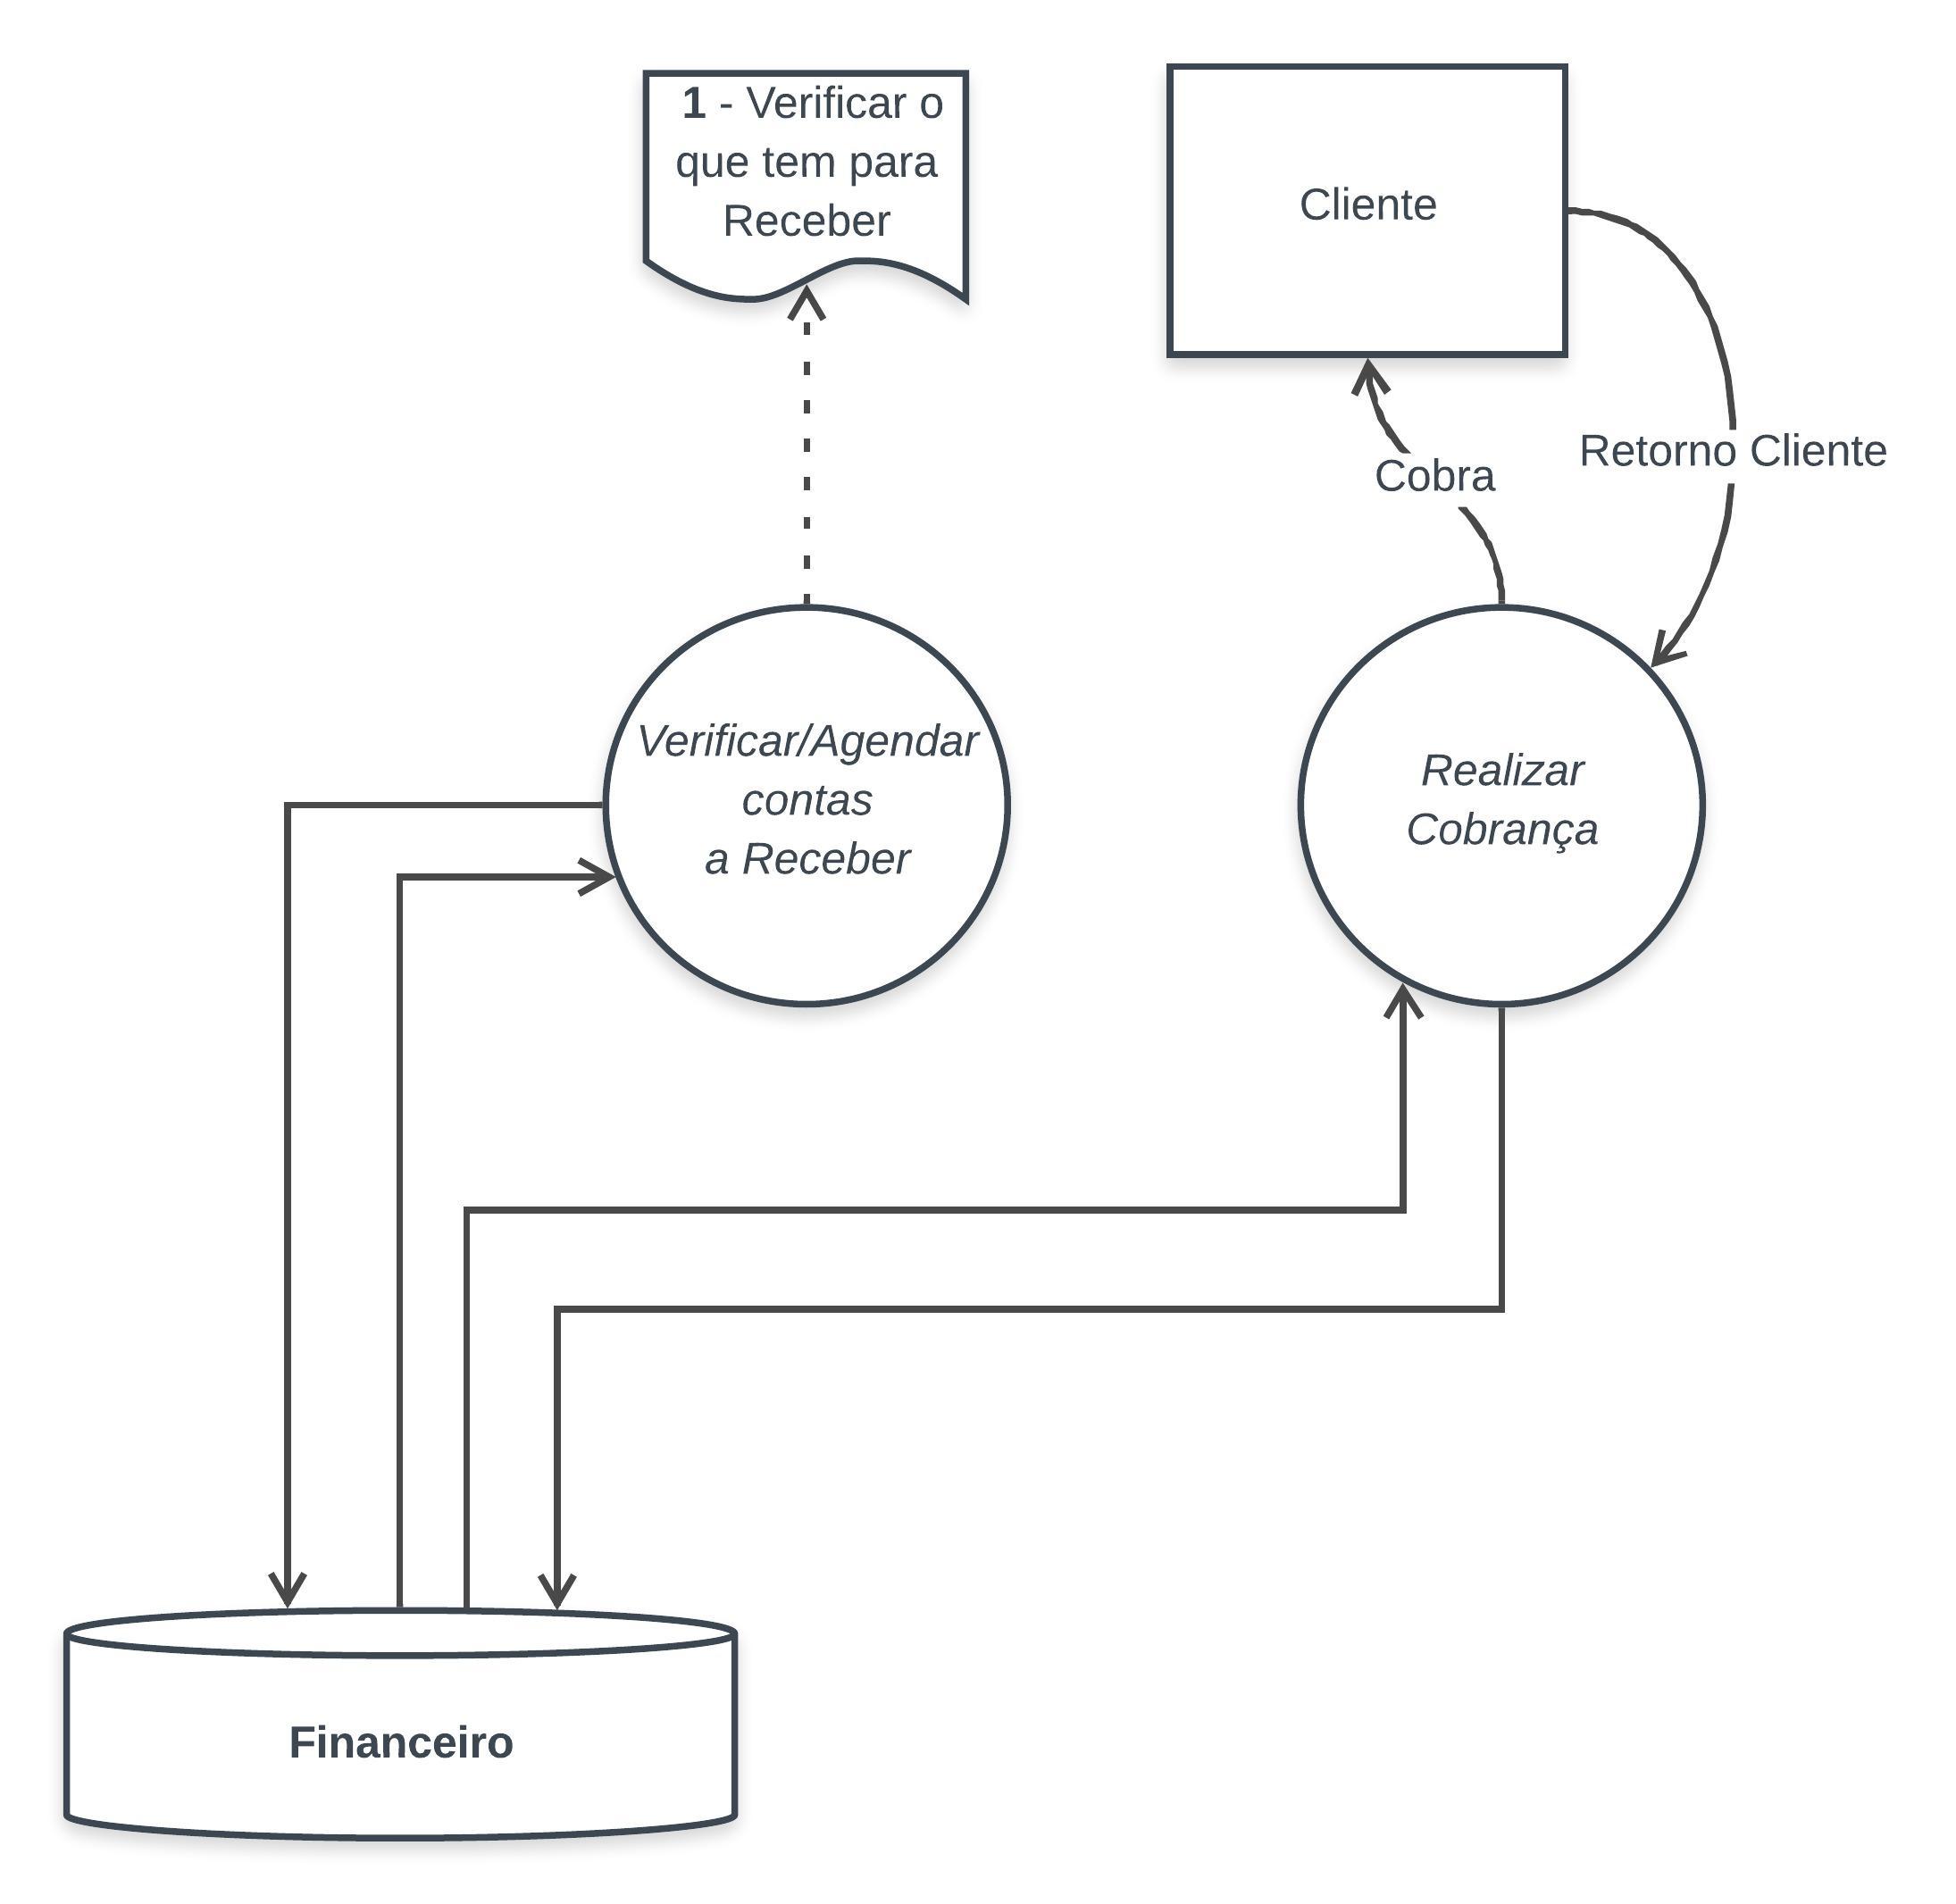 1 - Verificar o
que tem para
Receber
Cliente
Retorno Cliente
Cobra
Verificar/Agendar
contas
a Receber
Realizar
Cobrança
Financeiro